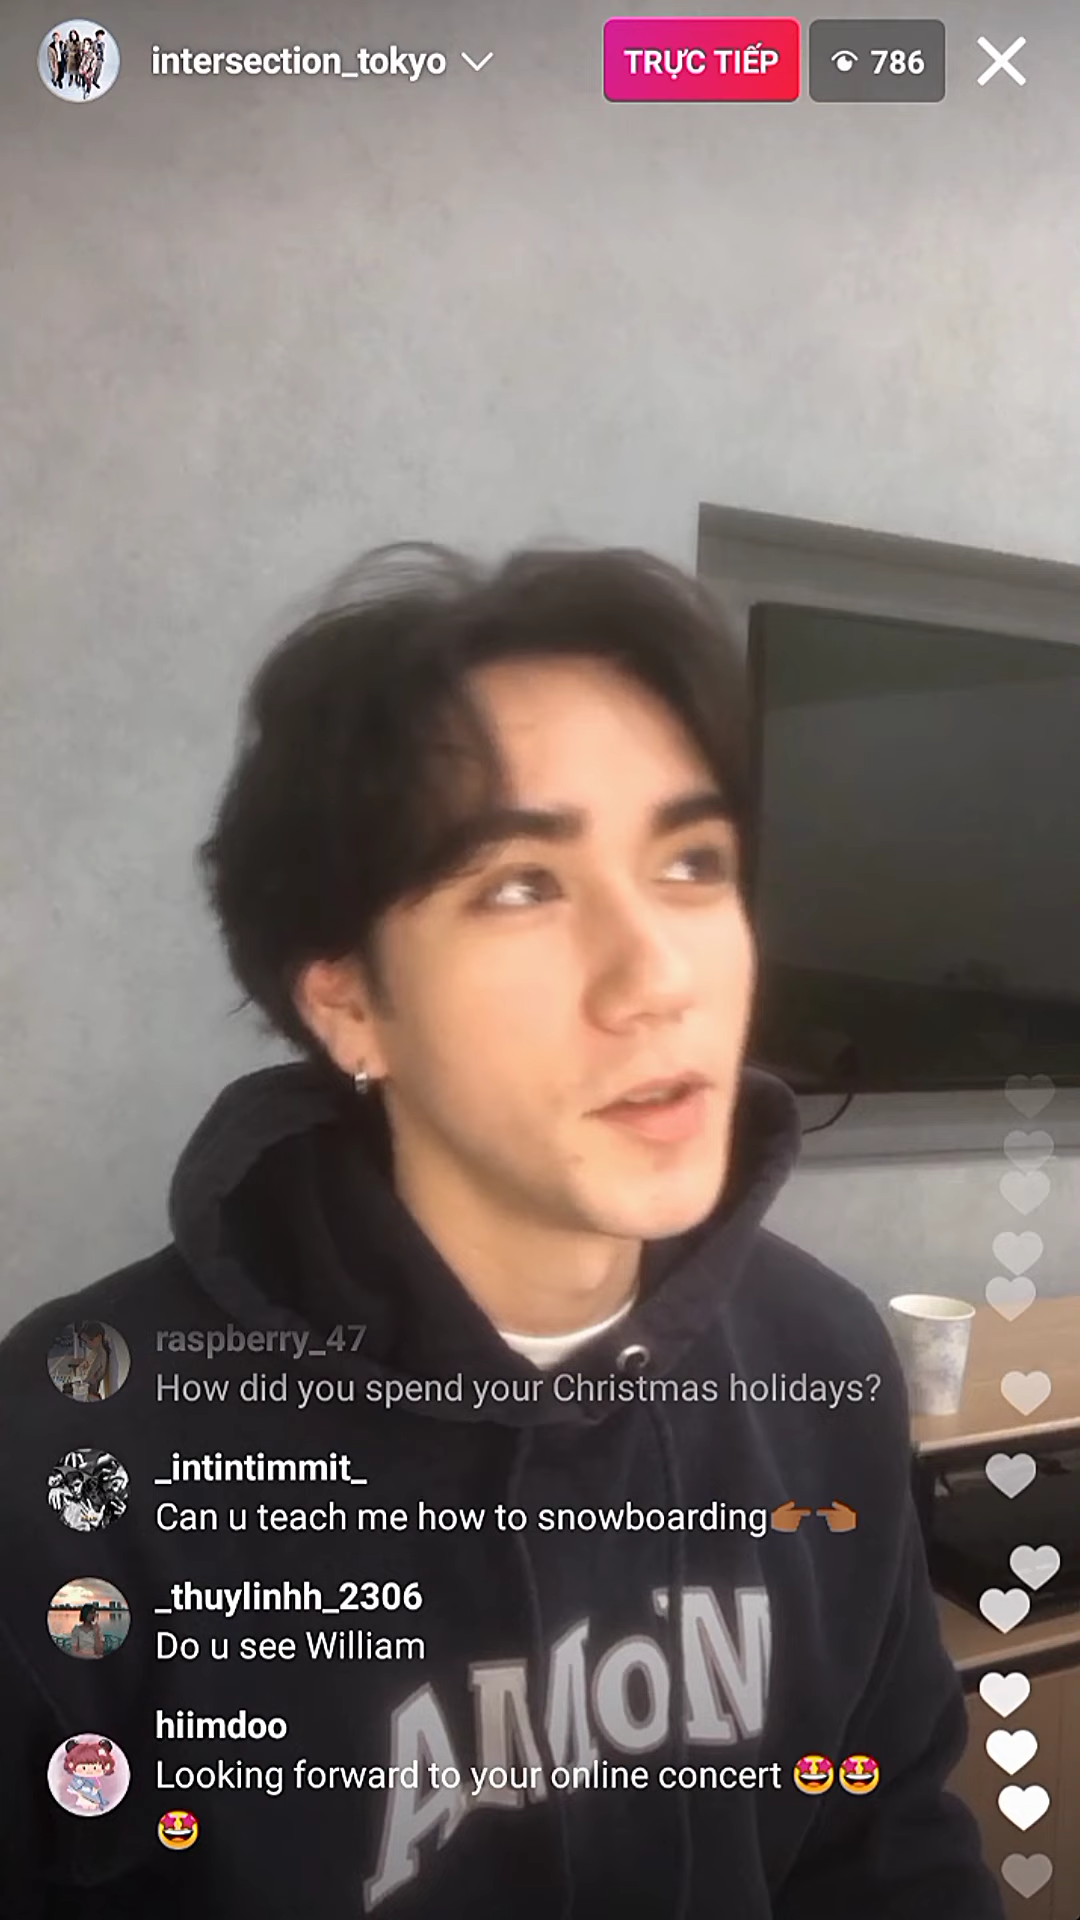 intersection_tokyo
TRỰC TIẾP
786
raspberry_47
How did you spend your Christmas holidays?
_intintimmit_
Can u teach me how to snowboarding👉🏾👈🏾
_thuylinhh_2306
Do u see William
hiimdoo
Looking forward to your online concert 🤩🤩
🤩
AMoN